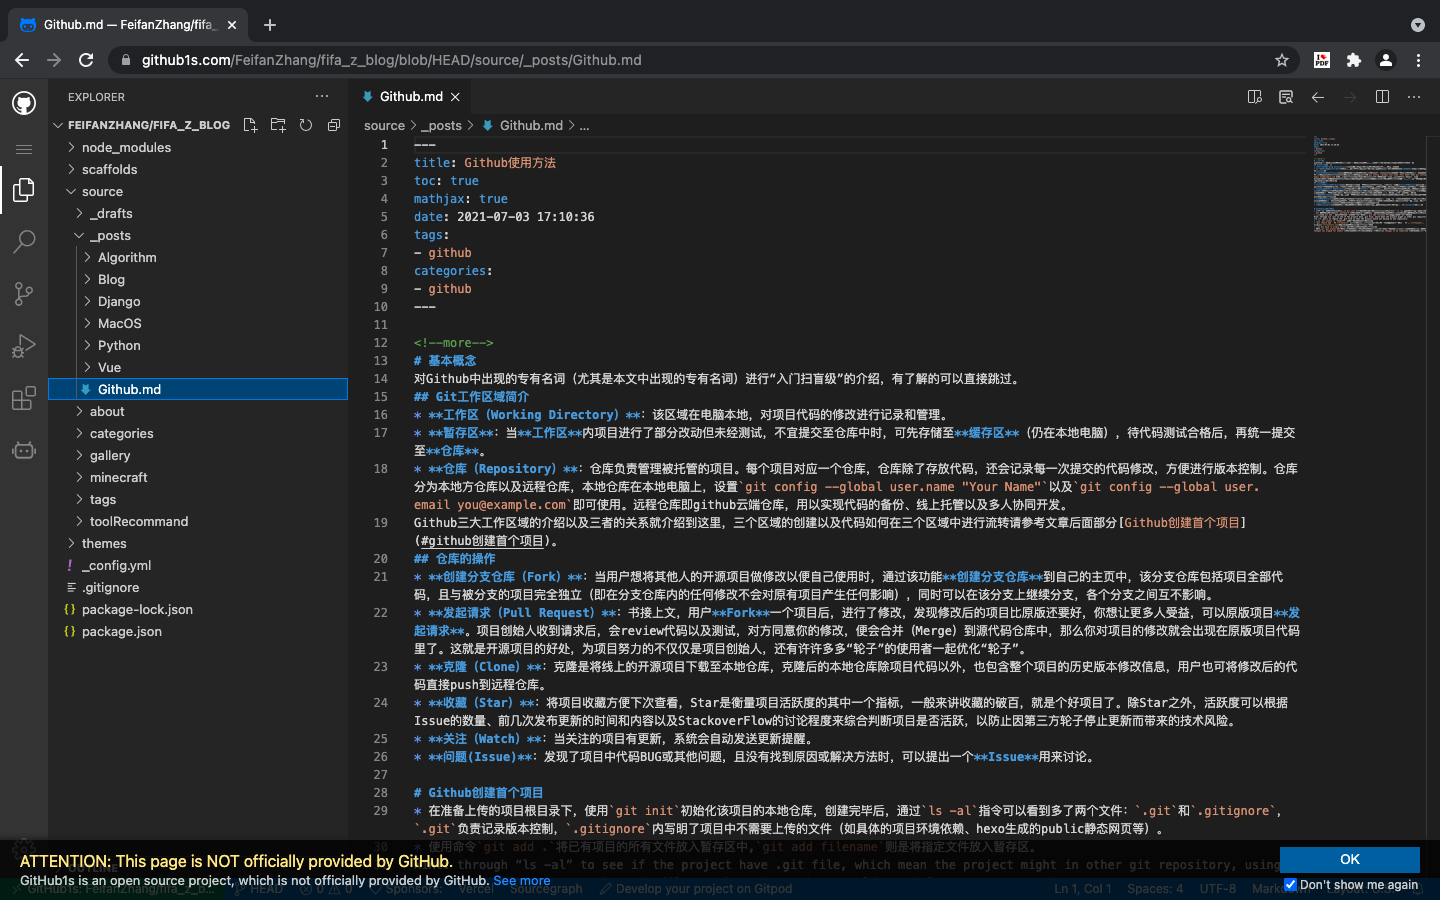 Github.md — FeifanZhang/fifa_
github1s.com/FeifanZhang/fifa_z_blog/blob/HEAD/source/_posts/Github.md
EXPLORER
FEIFANZHANG/FIFA_Z_BLOG
node_modules
scaffolds
source
_drafts
_posts
Algorithm
Blog
Django
MacOS
Python
Vue
Github.md
about
categories
gallery
minecraft
tags
toolRecommand
themes
! _config.yml
.gitignore
{} package-lock.json
{} package.json
OUTLINE
Github.md
source > _posts > Github.md > ...
1 ---
2 title: Github使用方法
3 toc: true
4 mathjax: true
5 date: 2021-07-03 17:10:36
6 tags:
7 - github
8 categories:
9 - github
10 ---
11
12 <!--more-->
13 # 基本概念
14 对Github中出现的专有名词（尤其是本文中出现的专有名词）进行“入门扫盲级”的介绍，有了解的可以直接跳过。
15 ## Git工作区域简介
16 * **工作区（Working Directory）**：该区域在电脑本地，对项目代码的修改进行记录和管理。
17 * **暂存区**：当**工作区**内项目进行了部分改动但未经测试，不宜提交至仓库中时，可先存储至**缓存区**（仍在本地电脑），待代码测试合格后，再统一提交
至**仓库**。
18 * **仓库（Repository）**：仓库负责管理被托管的项目。每个项目对应一个仓库，仓库除了存放代码，还会记录每一次提交的代码修改，方便进行版本控制。仓库
分为本地方仓库以及远程仓库，本地仓库在本地电脑上，设置`git config --global user.name "Your Name"`以及`git config --global user.
email you@example.com`即可使用。远程仓库即github云端仓库，用以实现代码的备份、线上托管以及多人协同开发。
19 Github三大工作区域的介绍以及三者的关系就介绍到这里，三个区域的创建以及代码如何在三个区域中进行流转请参考文章后面部分[Github创建首个项目]
(#github创建首个项目)。
20 ## 仓库的操作
21 * **创建分支仓库（Fork）**：当用户想将其他人的开源项目做修改以便自己使用时，通过该功能**创建分支仓库**到自己的主页中，该分支仓库包括项目全部代
码，且与被分支的项目完全独立（即在分支仓库内的任何修改不会对原有项目产生任何影响），同时可以在该分支上继续分支，各个分支之间互不影响。
22 * **发起请求（Pull Request）**：书接上文，用户**Fork**一个项目后，进行了修改，发现修改后的项目比原版还要好，你想让更多人受益，可以原版项目**发
起请求**。项目创始人收到请求后，会review代码以及测试，对方同意你的修改，便会合并（Merge）到源代码仓库中，那么你对项目的修改就会出现在原版项目代码
里了。这就是开源项目的好处，为项目努力的不仅仅是项目创始人，还有许许多多“轮子”的使用者一起优化“轮子”。
23 * **克隆（Clone）**：克隆是将线上的开源项目下载至本地仓库，克隆后的本地仓库除项目代码以外，也包含整个项目的历史版本修改信息，用户也可将修改后的代
码直接push到远程仓库。
24 * **收藏（Star）**：将项目收藏方便下次查看，Star是衡量项目活跃度的其中一个指标，一般来讲收藏的破百，就是个好项目了。除Star之外，活跃度可以根据
Issue的数量、前几次发布更新的时间和内容以及StackoverFlow的讨论程度来综合判断项目是否活跃，以防止因第三方轮子停止更新而带来的技术风险。
25 * **关注（Watch）**：当关注的项目有更新，系统会自动发送更新提醒。
26 * **问题(Issue)**：发现了项目中代码BUG或其他问题，且没有找到原因或解决方法时，可以提出一个**Issue**用来讨论。
27
28 # Github创建首个项目
29 * 在准备上传的项目根目录下，使用`git init`初始化该项目的本地仓库，创建完毕后，通过`ls -al`指令可以看到多了两个文件：`.git`和`.gitignore`，
`.git`负责记录版本控制，`.gitignore`内写明了项目中不需要上传的文件（如具体的项目环境依赖、hexo生成的public静态网页等）。
30 * 使用命令`git add .`将已有项目的所有文件放入暂存区中，`git add filename`则是将指定文件放入暂存区。
through “ls -al” to see if the project have .git file, which mean the project might in other git repository, using
ATTENTION: This page is NOT officially provided by GitHub.
GitHub1s is an open source project, which is not officially provided by GitHub. See more
OK
Don't show me again
GitHub1s: FeifanZhang/fifa_z_b... HEAD 0 0 Sponsors: Vercel Sourcegraph Develop your project on Gitpod
Ln 1, Col 1 Spaces: 4 UTF-8